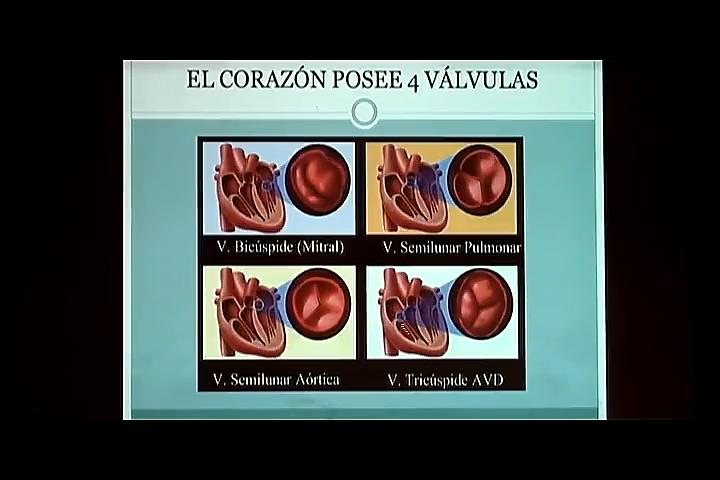 EL CORAZÓN POSEE 4 VÁLVULAS
V. Bicúspide (Mitral)
V. Semilunar Pulmonar
V. Semilunar Aórtica
V. Tricúspide AVD